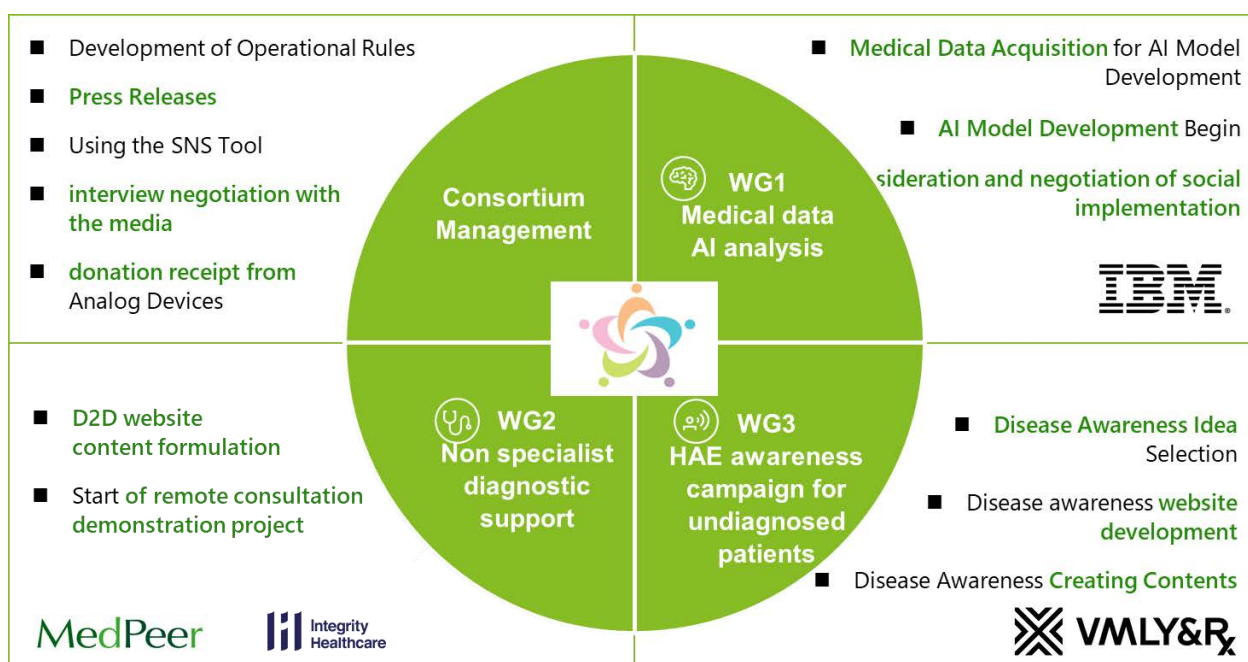 Development of Operational Rules
Press Releases
Using the SNS Tool
interview negotiation with
the media
donation receipt from
Analog Devices
Consortium
Management
Medical Data Acquisition for AI Model
Development
AI Model Development Begin
sideration and negotiation of social
implementation
WG1
Medical data
AI analysis
IBM
D2D website
content formulation
Start of remote consultation
demonstration project
WG2
Non specialist
diagnostic
support
MedPeer
Integrity
Healthcare
WG3
HAE awareness
campaign for
undiagnosed
patients
Disease Awareness Idea
Selection
Disease awareness website
development
Disease Awareness Creating Contents
VMLY&Rx